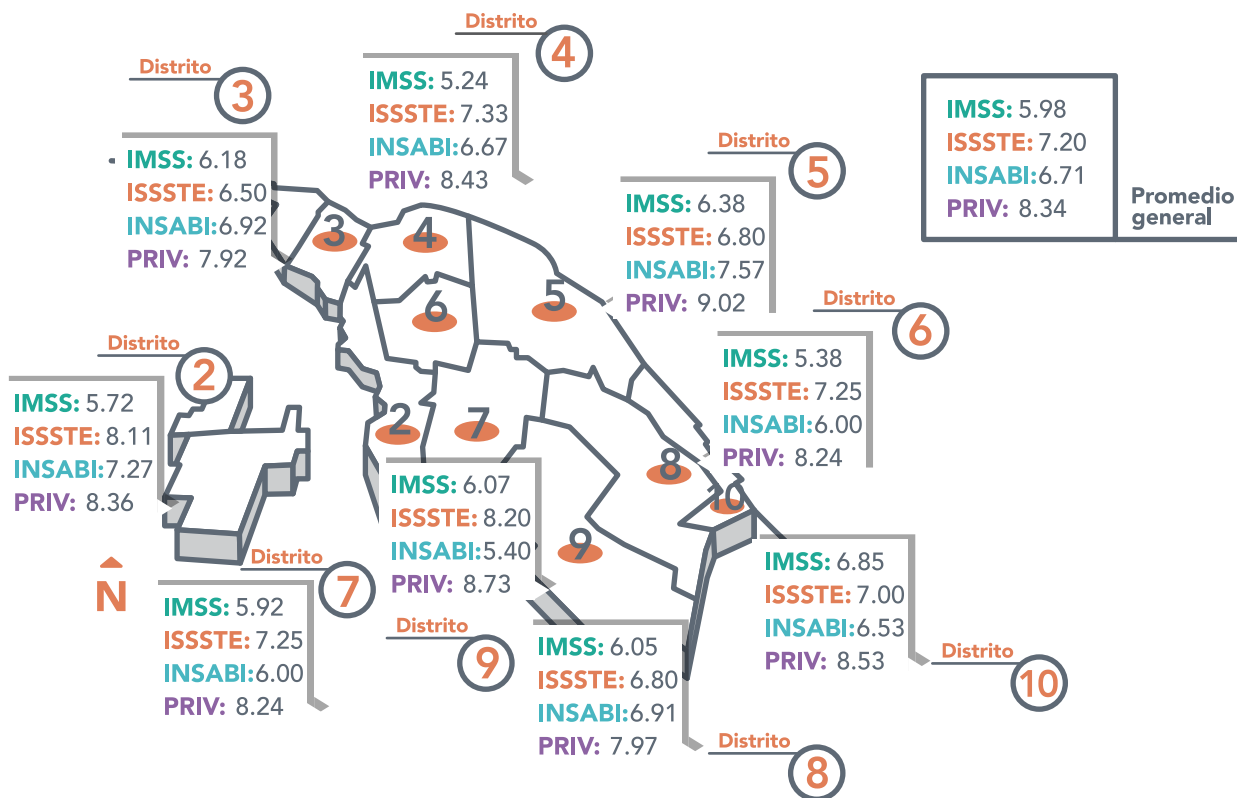 Distrito
4
IMSS: 5.24
ISSSTE: 7.33
INSABI:6.67
PRIV: 8.43
Distrito
3
IMSS: 6.18
ISSSTE: 6.50
INSABI:6.92
PRIV: 7.92
Distrito
5
IMSS: 6.38
ISSSTE: 6.80
INSABI:7.57
PRIV: 9.02
IMSS: 5.98
ISSSTE: 7.20
INSABI:6.71
PRIV: 8.34
Promedio
general
3
4
6
5
2
7
8
10
9
Distrito
6
IMSS: 5.38
ISSSTE: 7.25
INSABI:6.00
PRIV: 8.24
Distrito
2
IMSS: 5.72
ISSSTE: 8.11
INSABI:7.27
PRIV: 8.36
IMSS: 6.07
ISSSTE: 8.20
INSABI:5.40
PRIV: 8.73
Distrito
9
N
Distrito
7
IMSS: 5.92
ISSSTE: 7.25
INSABI:6.00
PRIV: 8.24
IMSS: 6.05
ISSSTE: 6.80
INSABI:6.91
PRIV: 7.97
Distrito
8
IMSS: 6.85
ISSSTE: 7.00
INSABI:6.53
PRIV: 8.53
Distrito
10